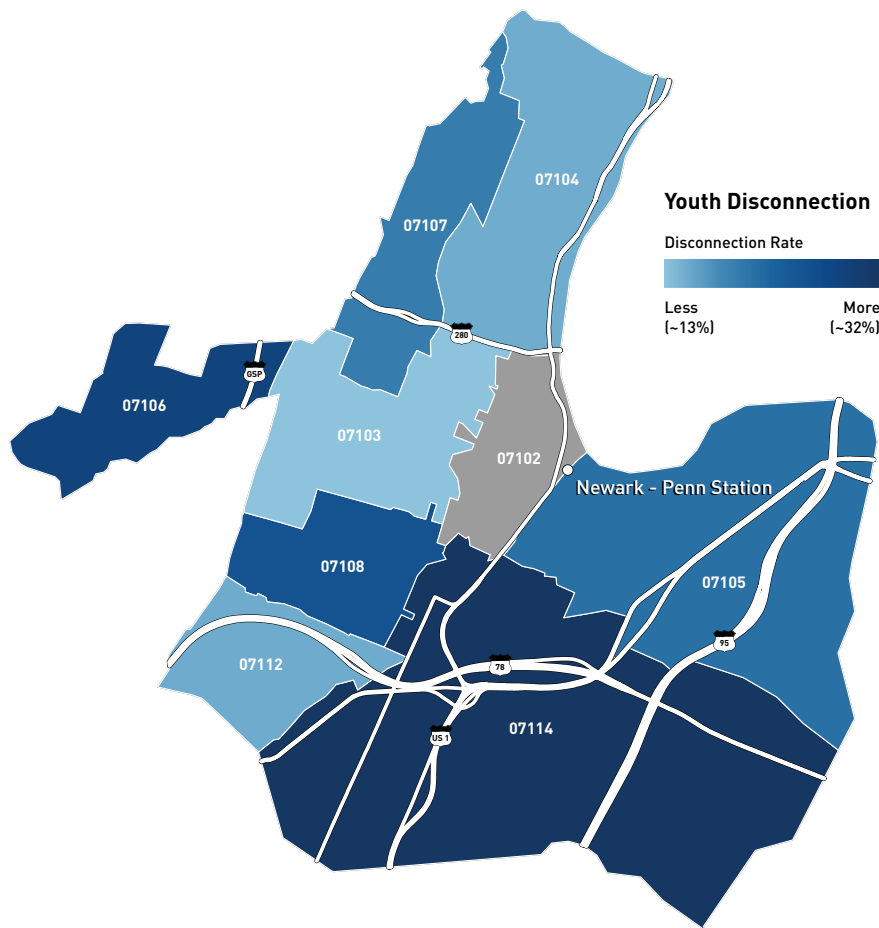 07104
Youth Disconnection
07107
Disconnection Rate
Less
(~13%)
More
(~32%)
280
GSP
07106
07103
07102
Newark - Penn Station
07108
07105
95
07112
78
07114
US 1